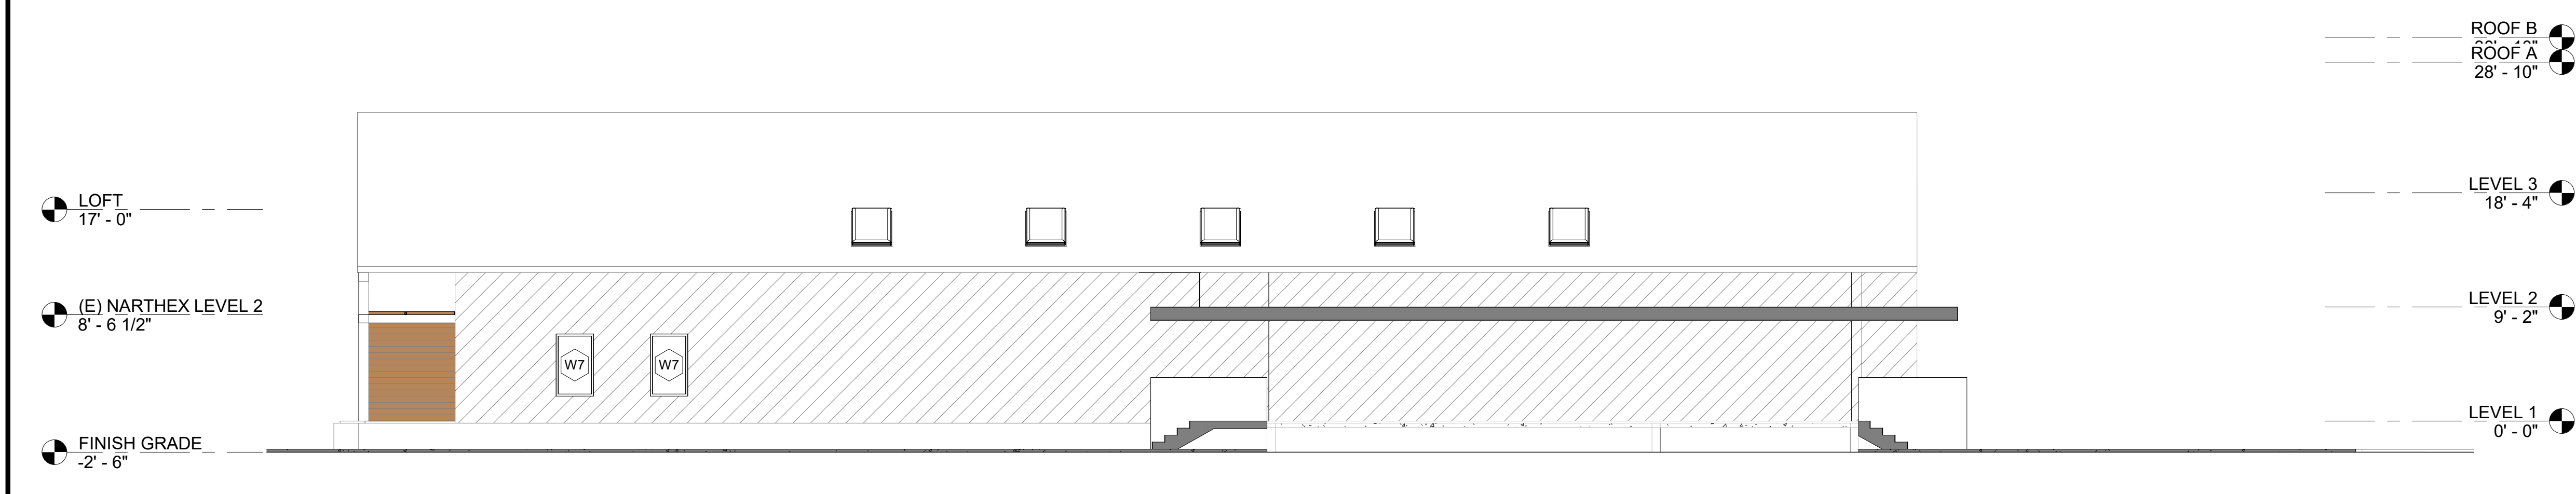 ROOF B
ROOF A
28' - 10"
LOFT
17' - 0"
LEVEL 3
18' - 4"
(E) NARTHEX LEVEL 2
8' - 6 1/2"
LEVEL 2
9' - 2"
W7
W7
FINISH GRADE
-2' - 6"
LEVEL 1
0' - 0"